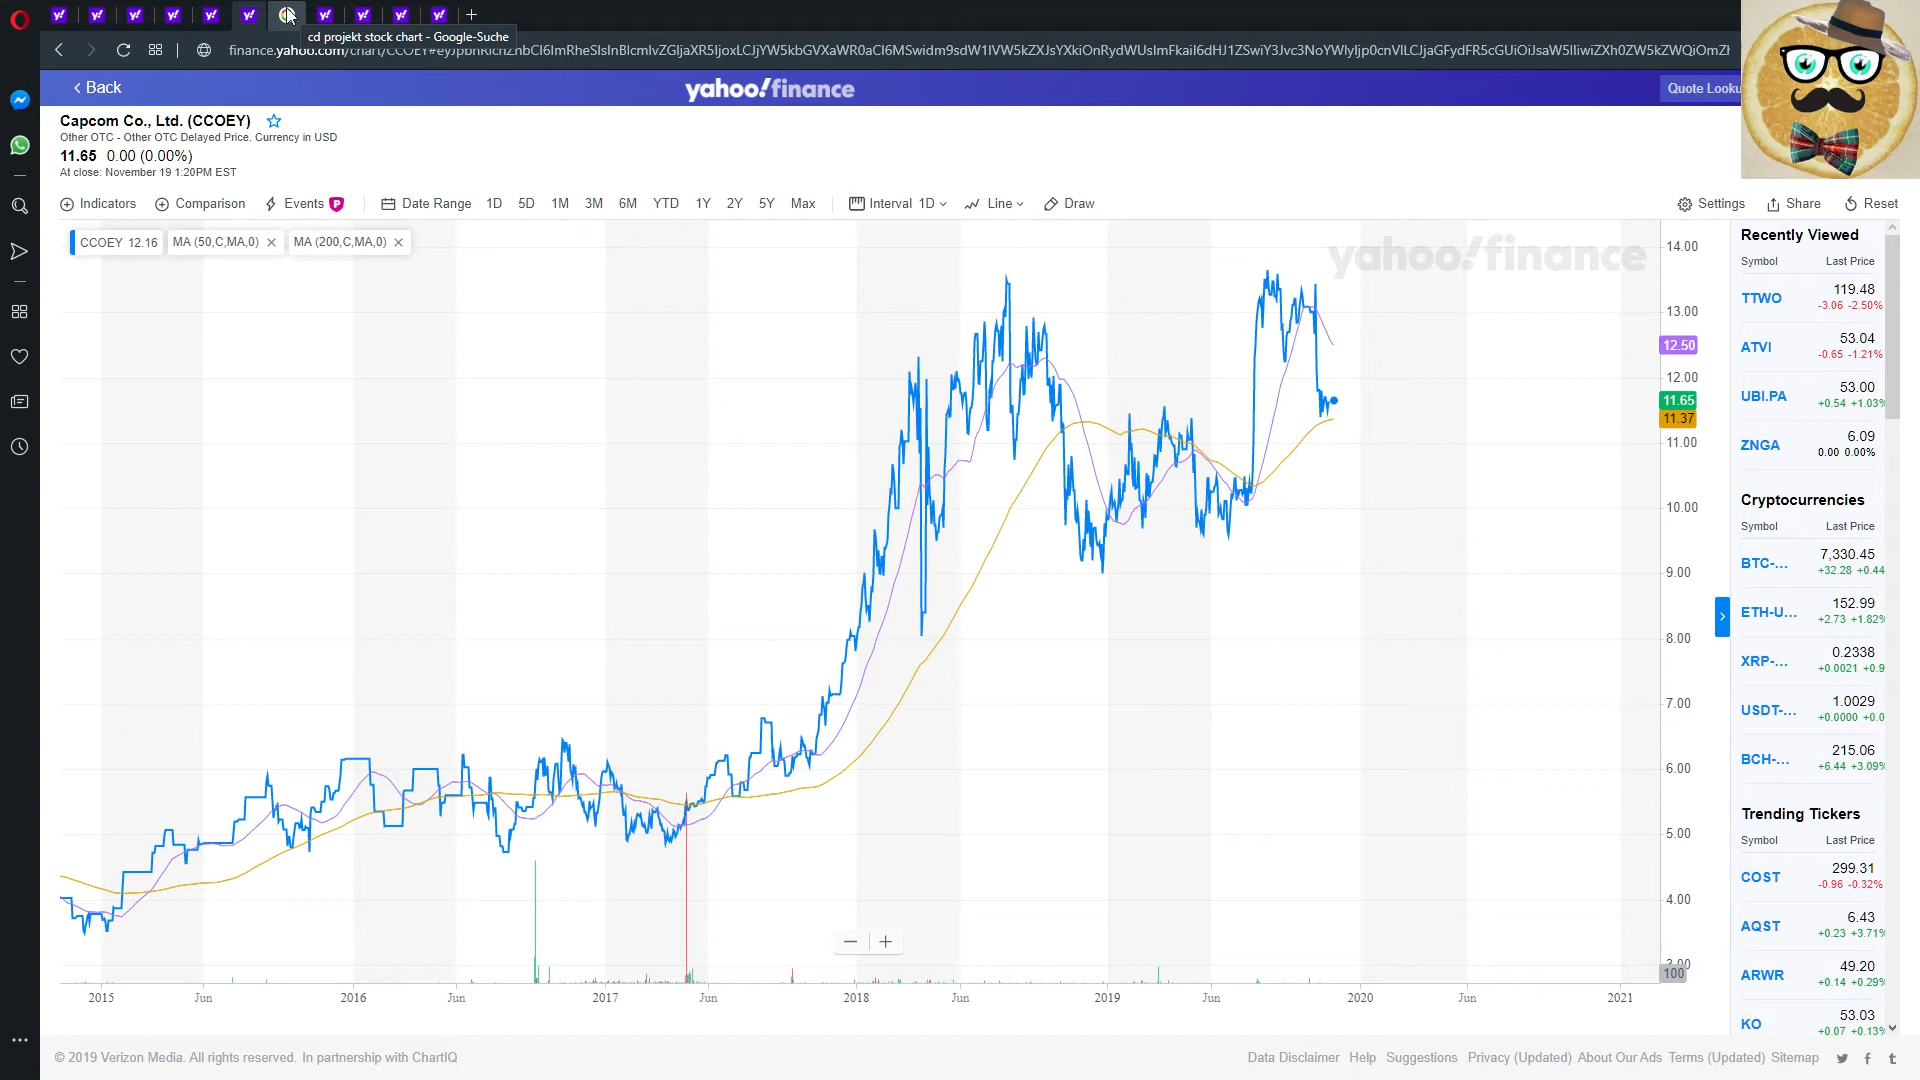 cd projekt stock chart - Google-Suche
Back
yahoo!finance
Capcom Co., Ltd. (CCOEY)
Other OTC - Other OTC Delayed Price. Currency in USD
11.65 0.00 (0.00%)
At close: November 19 1:20PM EST
Indicators Comparison Events P Date Range 1D 5D 1M 3M 6M YTD 1Y 2Y 5Y Max Interval 1D Line Draw Settings Share Reset
CCOEY 12.16 MA (50,C,MA,0) MA (200,C,MA,0)
yahoo!finance
14.00
13.00
12.50
12.00
11.65
11.37
11.00
10.00
9.00
8.00
7.00
6.00
5.00
4.00
3.00
100
2015 Jun 2016 Jun 2017 Jun 2018 Jun 2019 Jun 2020 Jun 2021
Recently Viewed
Symbol Last Price
TTWO 119.48
-3.06 -2.50%
ATVI 53.04
-0.65 -1.21%
UBI.PA 53.00
+0.54 +1.03%
ZNGA 6.09
0.00 0.00%
Cryptocurrencies
Symbol Last Price
BTC-... 7,330.45
+32.28 +0.44
ETH-U... 152.99
+2.73 +1.82%
XRP-... 0.2338
+0.0021 +0.9
USDT-... 1.0029
+0.0000 +0.0
BCH-... 215.06
+6.44 +3.09%
Trending Tickers
Symbol Last Price
COST 299.31
-0.96 -0.32%
AQST 6.43
+0.23 +3.71%
ARWR 49.20
+0.14 +0.29%
KO 53.03
+0.07 +0.13%
© 2019 Verizon Media. All rights reserved. In partnership with ChartIQ
Data Disclaimer Help Suggestions Privacy (Updated) About Our Ads Terms (Updated) Sitemap